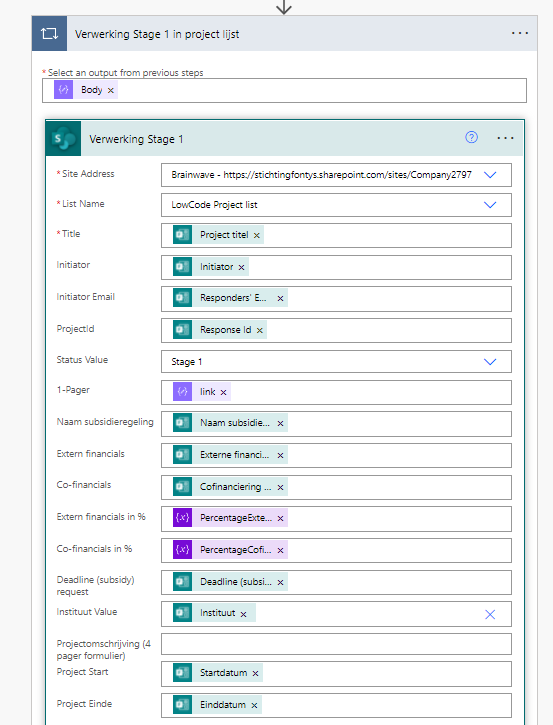 Verwerking Stage 1 in project lijst
* Select an output from previous steps
Body ×
Verwerking Stage 1
* Site Address
Brainwave - https://stichtingfontys.sharepoint.com/sites/Company2797
* List Name
LowCode Project list
* Title
Project titel ×
Initiator
Initiator ×
Initiator Email
Responders' E... ×
ProjectId
Response Id ×
Status Value
Stage 1
1-Pager
link ×
Naam subsidieregeling
Naam subsidie... ×
Extern financials
Externe financi... ×
Co-financials
Cofinanciering ... ×
Extern financials in %
PercentageExte... ×
Co-financials in %
PercentageCofi... ×
Deadline (subsidy)
request
Deadline (subsi... ×
Instituut Value
Instituut ×
Projectomschrijving (4
pager formulier)
Project Start
Startdatum ×
Project Einde
Einddatum ×